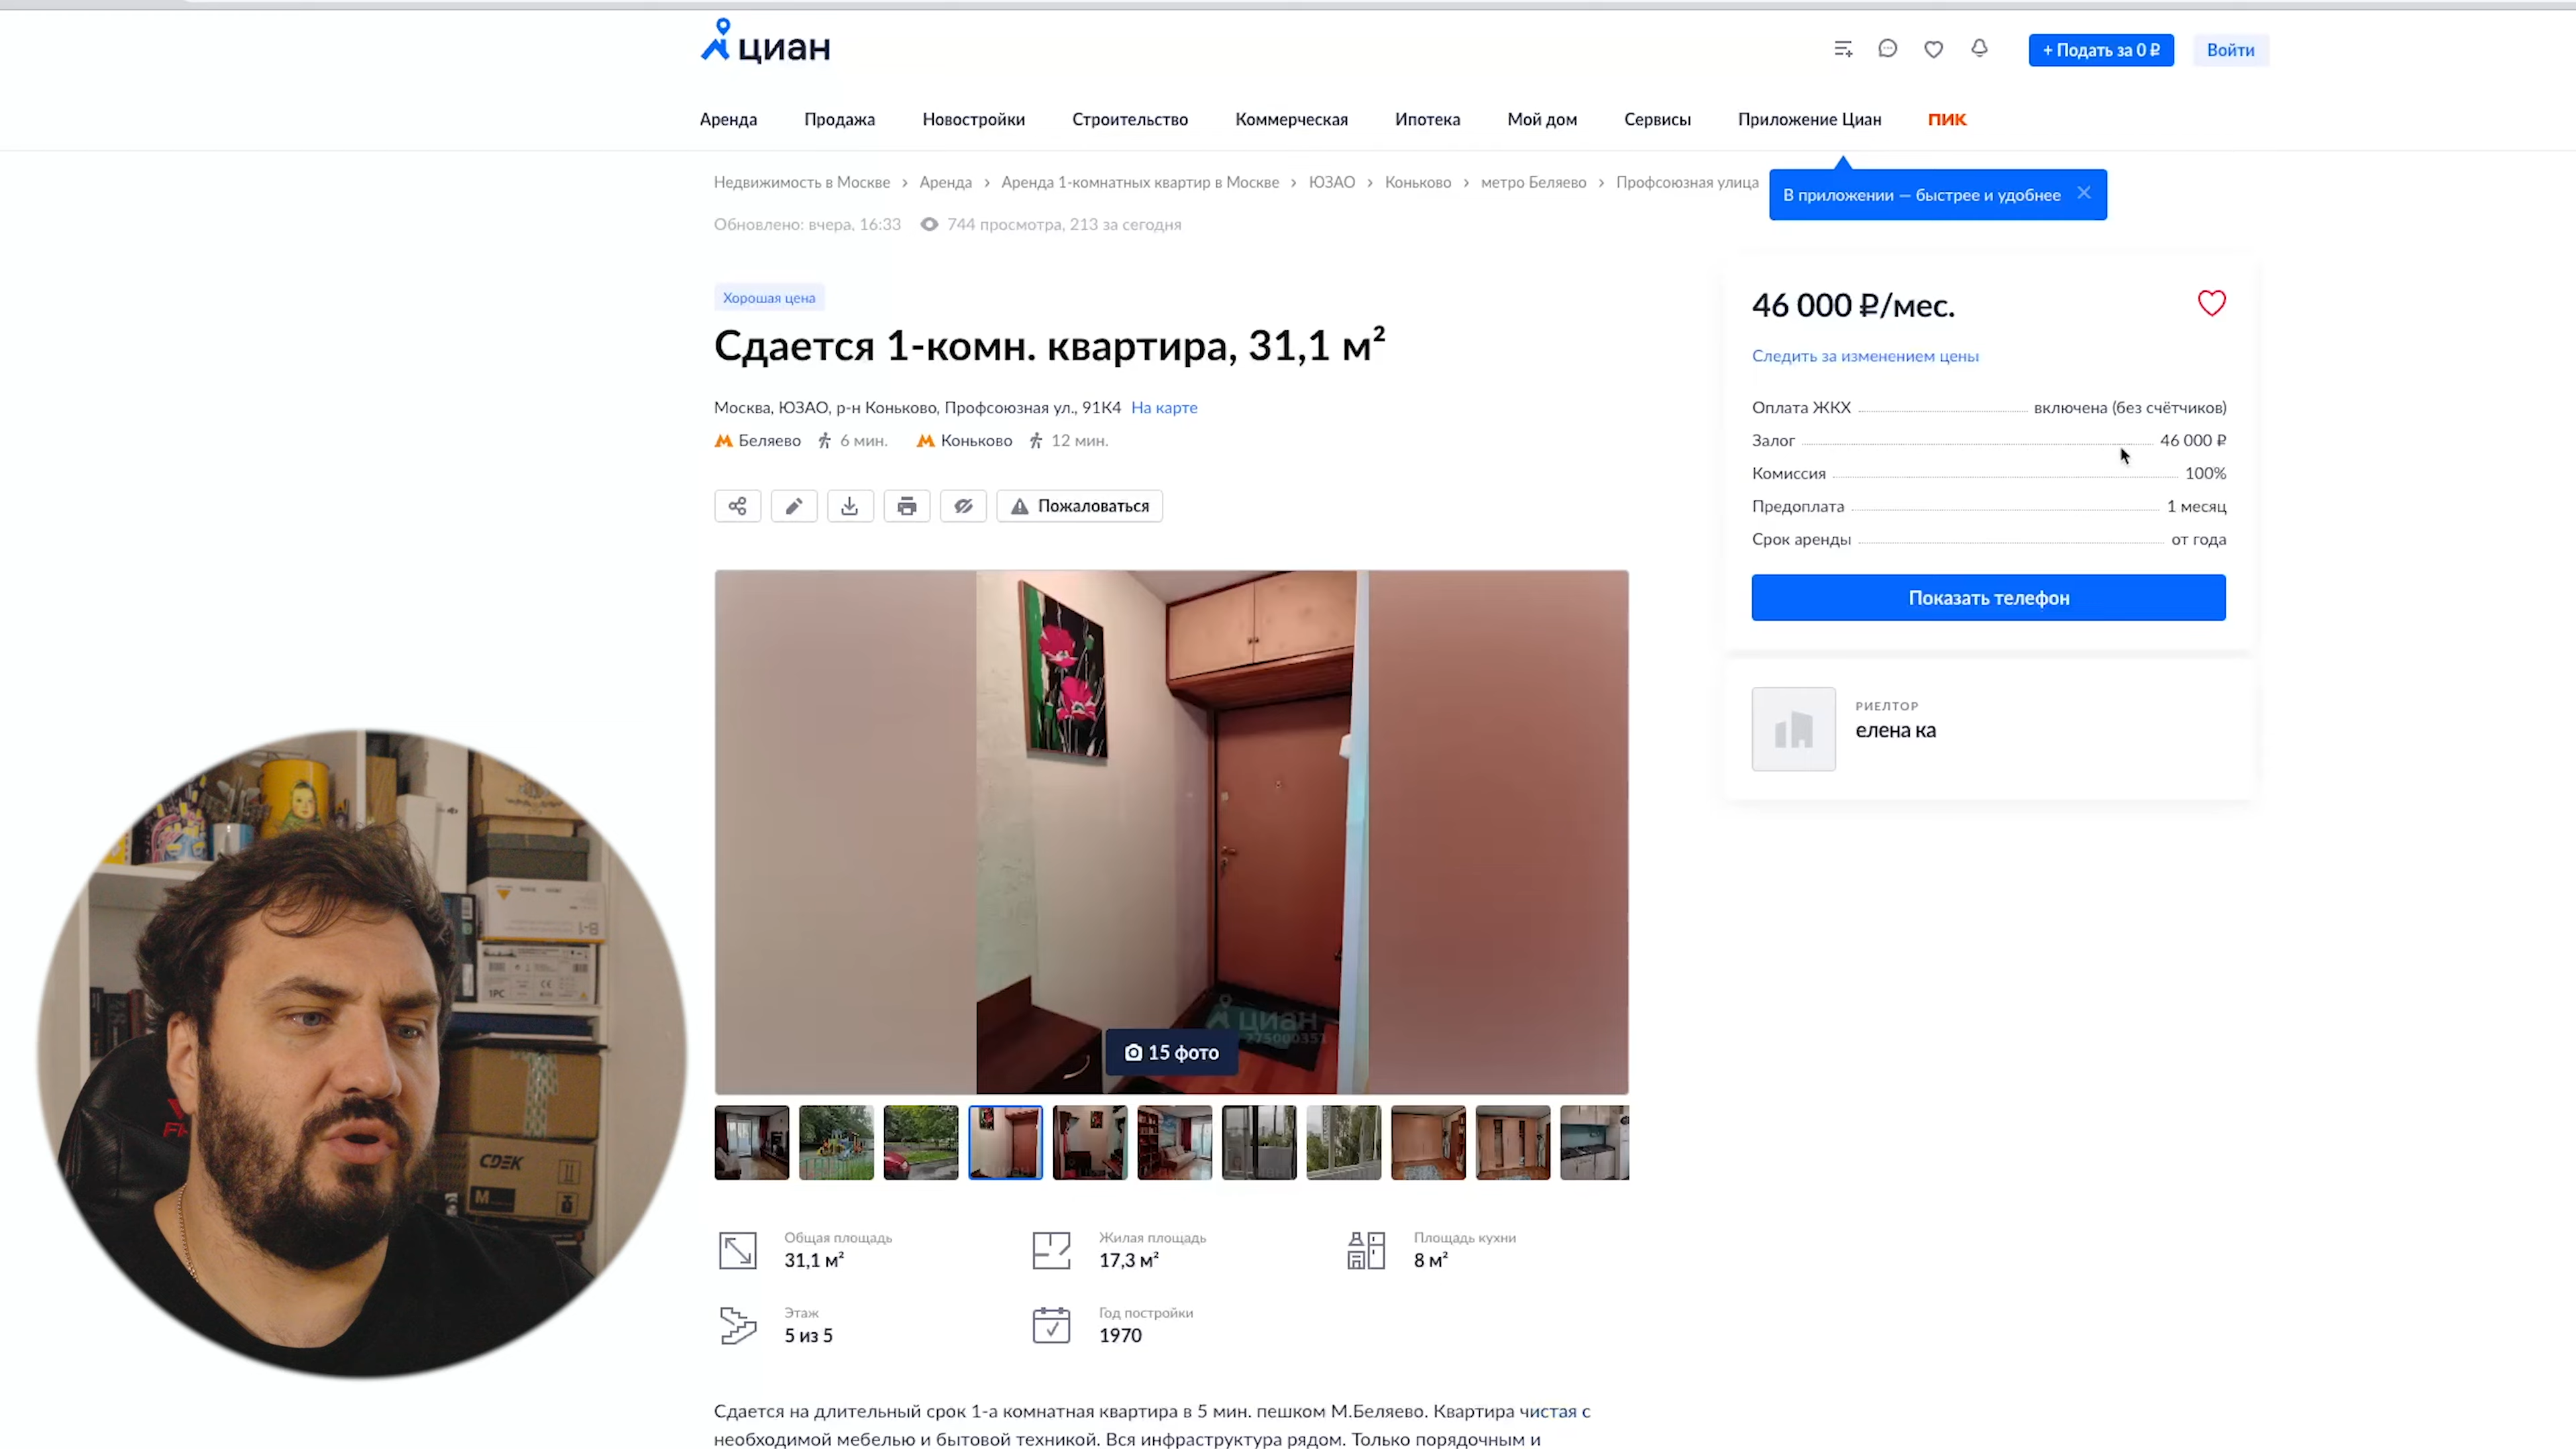 циан
+ Подать за 0 ₽
Войти
Аренда
Продажа
Новостройки
Строительство
Коммерческая
Ипотека
Мой дом
Сервисы
Приложение Циан
ПИК
Недвижимость в Москве › Аренда › Аренда 1-комнатных квартир в Москве › ЮЗАО › Коньково › метро Беляево › Профсоюзная улица
В приложении — быстрее и удобнее
Обновлено: вчера, 16:33
744 просмотра, 213 за сегодня
Хорошая цена
Сдается 1-комн. квартира, 31,1 м²
Москва, ЮЗАО, р-н Коньково, Профсоюзная ул., 91К4 На карте
Беляево 6 мин. Коньково 12 мин.
Пожаловаться
46 000 ₽/мес.
Следить за изменением цены
Оплата ЖКХ включена (без счётчиков)
Залог 46 000 ₽
Комиссия 100%
Предоплата 1 месяц
Срок аренды от года
Показать телефон
РИЕЛТОР
елена ка
циан
275000351
15 фото
B-1
1PC
CDEK
M
Общая площадь
31,1 м²
Жилая площадь
17,3 м²
Площадь кухни
8 м²
Этаж
5 из 5
Год постройки
1970
Сдается на длительный срок 1-а комнатная квартира в 5 мин. пешком М.Беляево. Квартира чистая с
необходимой мебелью и бытовой техникой. Вся инфраструктура рядом. Только порядочным и